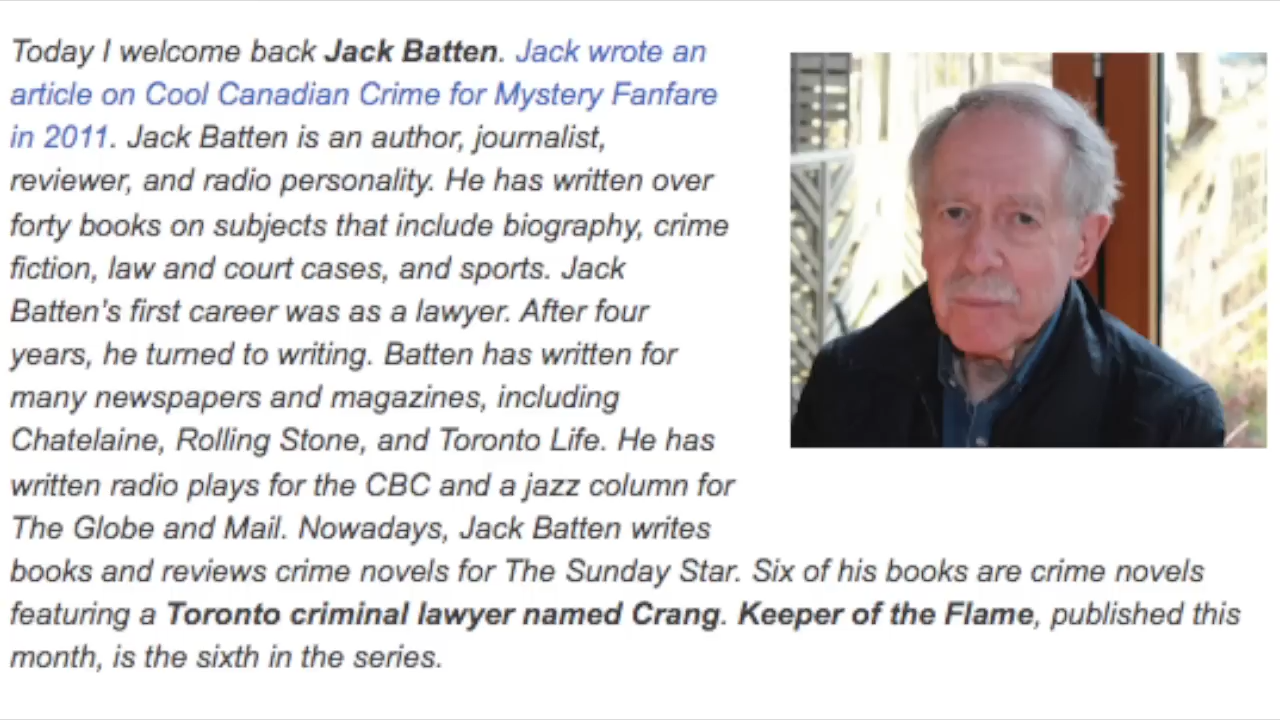 Today I welcome back Jack Batten. Jack wrote an
article on Cool Canadian Crime for Mystery Fanfare
in 2011. Jack Batten is an author, journalist,
reviewer, and radio personality. He has written over
forty books on subjects that include biography, crime
fiction, law and court cases, and sports. Jack
Batten's first career was as a lawyer. After four
years, he turned to writing. Batten has written for
many newspapers and magazines, including
Chatelaine, Rolling Stone, and Toronto Life. He has
written radio plays for the CBC and a jazz column for
The Globe and Mail. Nowadays, Jack Batten writes
books and reviews crime novels for The Sunday Star. Six of his books are crime novels
featuring a Toronto criminal lawyer named Crang. Keeper of the Flame, published this
month, is the sixth in the series.